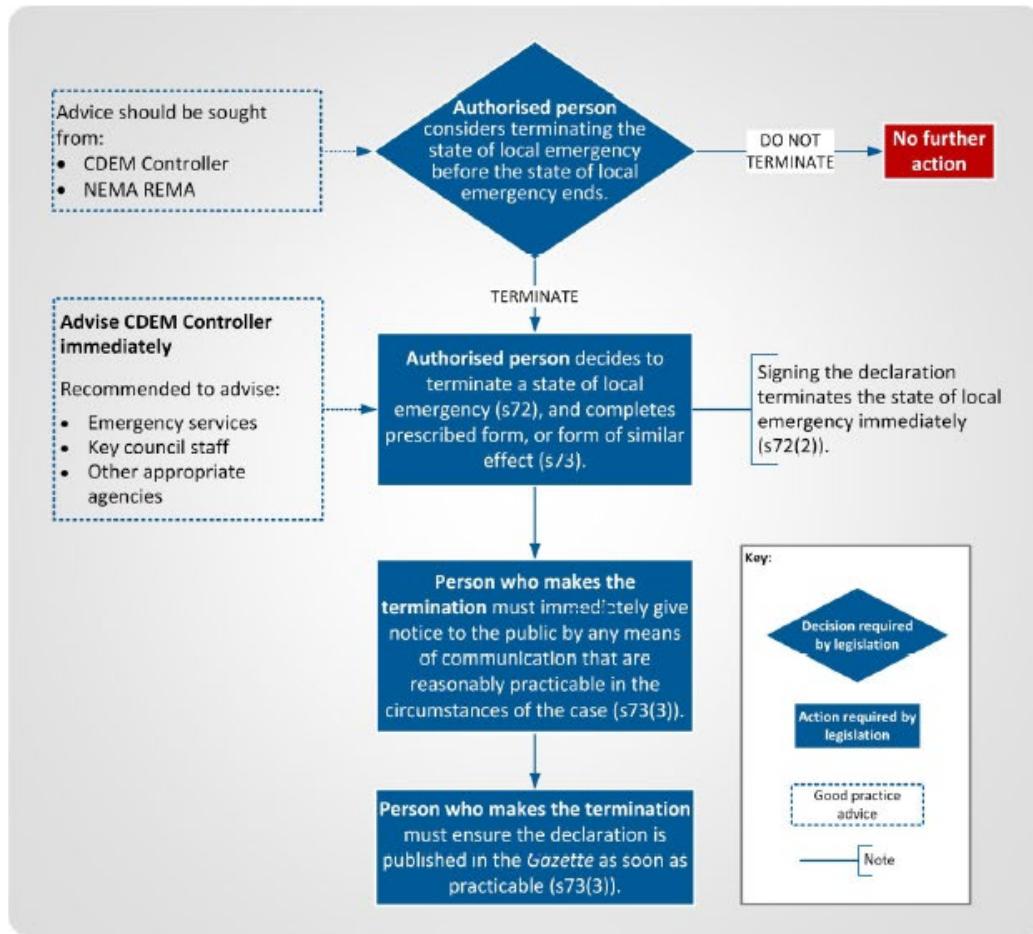 Advice should be sought
from:
• CDEM Controller
• NEMA REMA
Authorised person
considers terminating the
state of local emergency
before the state of local
emergency ends.
DO NOT
TERMINATE
No further
action
TERMINATE
Advise CDEM Controller
immediately
Recommended to advise:
• Emergency services
• Key council staff
• Other appropriate
agencies
Authorised person decides to
terminate a state of local
emergency (s72), and completes
prescribed form, or form of similar
effect (s73).
Signing the declaration
terminates the state of local
emergency immediately
(s72(2)).
Person who makes the
termination must immediately give
notice to the public by any means
of communication that are
reasonably practicable in the
circumstances of the case (s73(3)).
Person who makes the termination
must ensure the declaration is
published in the Gazette as soon as
practicable (s73(3)).
Key:
Decision required
by legislation
Action required by
legislation
Good practice
advice
Note